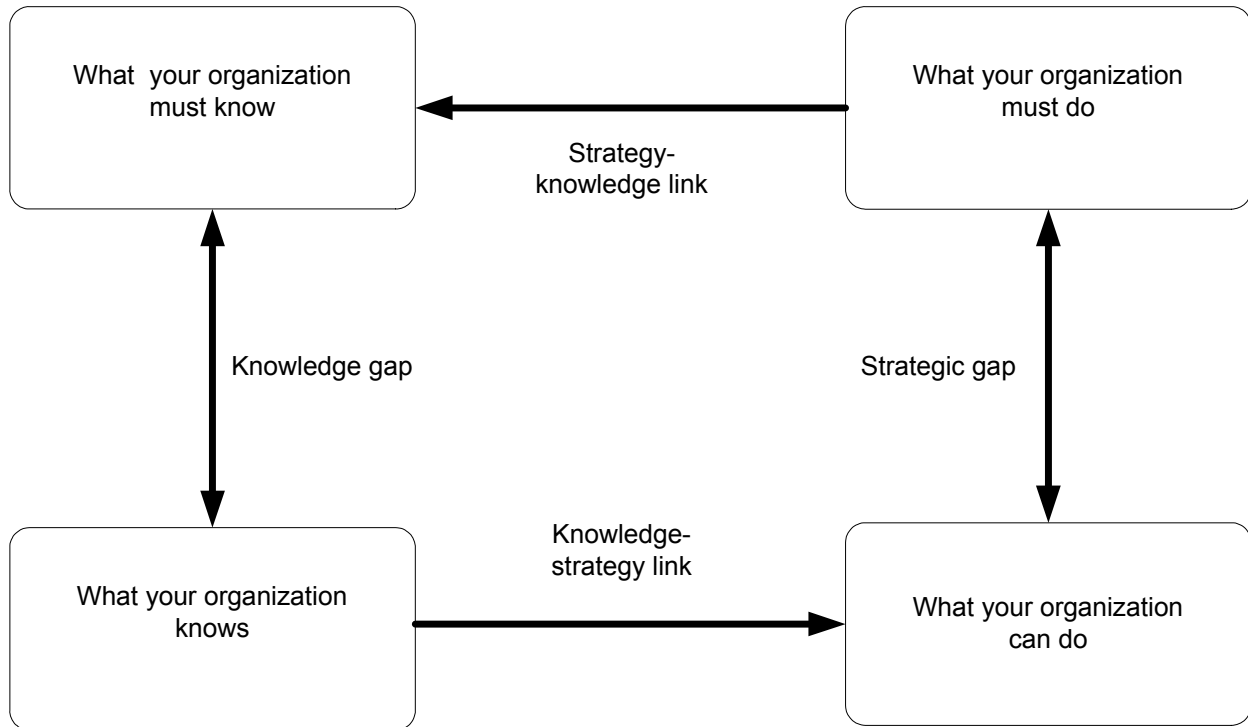 What your organization
must know
What your organization
must do
Strategy-
knowledge link
Knowledge gap
Strategic gap
Knowledge-
strategy link
What your organization
knows
What your organization
can do